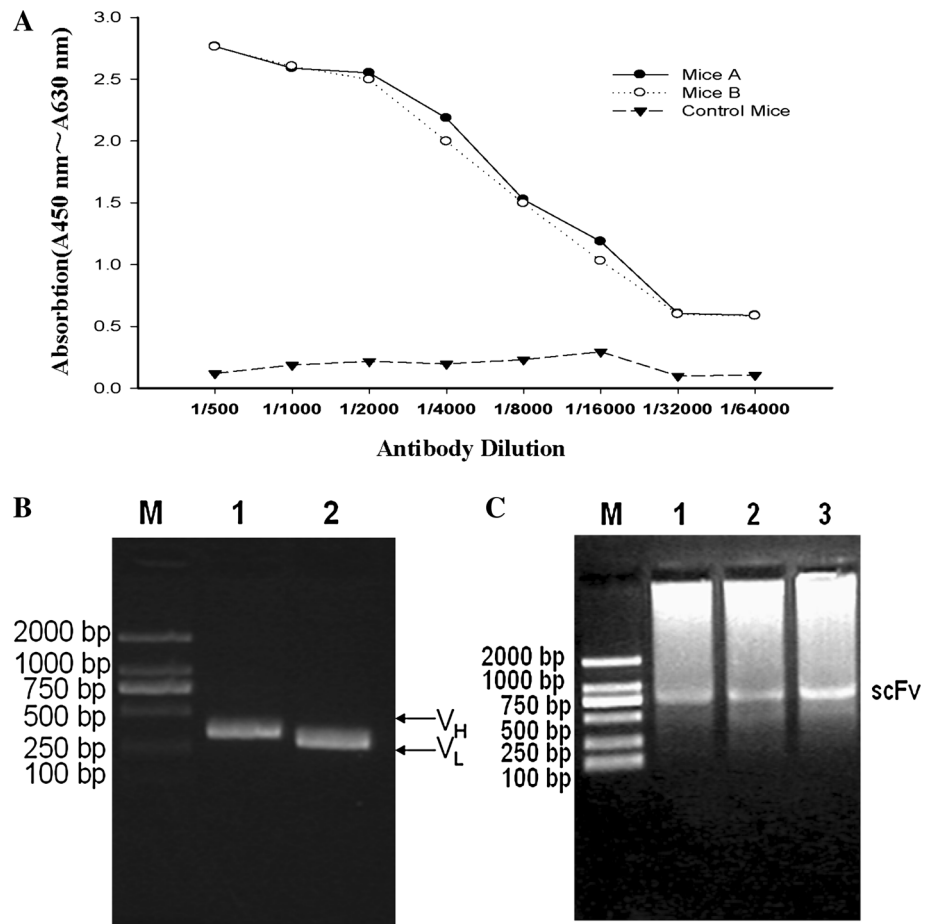 A
Absorbtion(A450 nm～A630 nm)
3.0
2.5
2.0
1.5
1.0
0.5
0.0
Mice A
Mice B
Control Mice
1/500 1/1000 1/2000 1/4000 1/8000 1/16000 1/32000 1/64000
Antibody Dilution
B
M 1 2
2000 bp
1000 bp
750 bp
500 bp
250 bp
100 bp
VH
VL
C
M 1 2 3
2000 bp
1000 bp
750 bp
500 bp
250 bp
100 bp
scFv